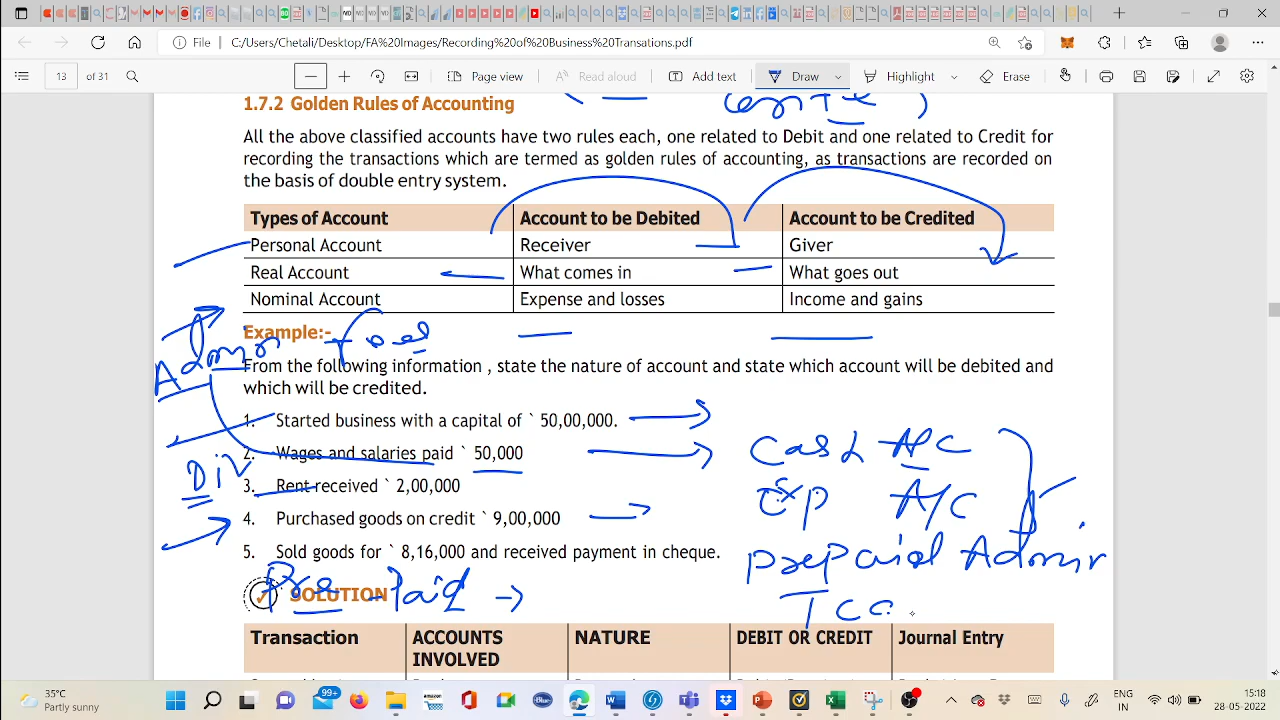 File C:/Users/Chetali/Desktop/FA%20Images/Recording%20of%20Business%20Transations.pdf
13 of 31
Page view
Read aloud
Add text
Draw
Highlight
Erase
1.7.2 Golden Rules of Accounting
All the above classified accounts have two rules each, one related to Debit and one related to Credit for
recording the transactions which are termed as golden rules of accounting, as transactions are recorded on
the basis of double entry system.
Types of Account Account to be Debited Account to be Credited
Personal Account Receiver Giver
Real Account What comes in What goes out
Nominal Account Expense and losses Income and gains
Example:-
From the following information , state the nature of account and state which account will be debited and
which will be credited.
1. Started business with a capital of ` 50,00,000.
2. Wages and salaries paid ` 50,000
3. Rent received ` 2,00,000
4. Purchased goods on credit ` 9,00,000
5. Sold goods for ` 8,16,000 and received payment in cheque.
Admir
Div
Pre-Paid
Cash A/C
Exp A/C
Prepaid Admir
SOLUTION
Transaction ACCOUNTS INVOLVED NATURE DEBIT OR CREDIT Journal Entry
35°C
Partly sunny
99+
ENG
IN
15:18
28-05-2022